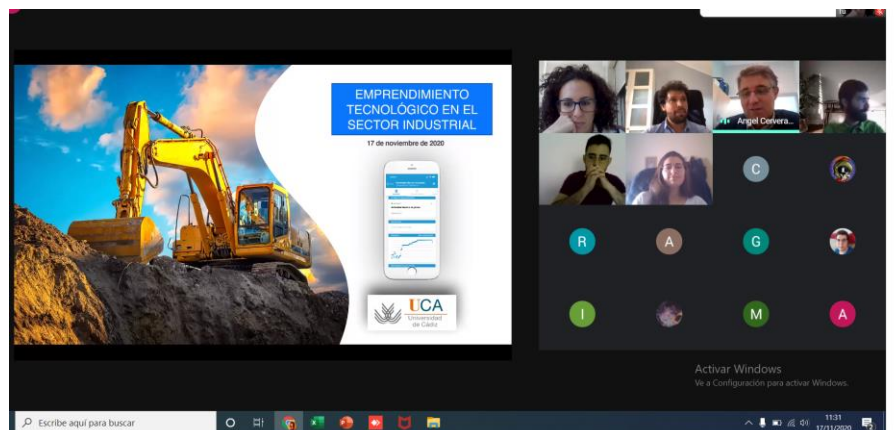 EMPRENDIMIENTO
TECNOLÓGICO EN EL
SECTOR INDUSTRIAL
17 de noviembre de 2020
UCA
Universidad
de Cádiz
Angel Cervera...
C
R
A
G
I
M
A
Activar Windows
Ve a Configuración para activar Windows.
Escribe aquí para buscar
11:31
17/11/2020